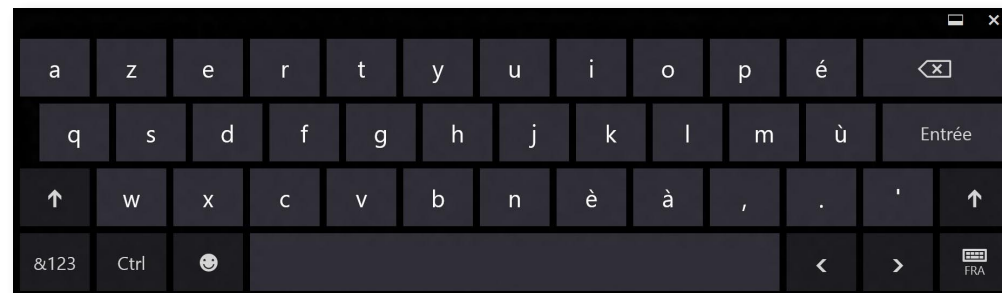 a z e r t y u i o p é
q s d f g h j k l m ù Entrée
w x c v b n è à , . '
&123 Ctrl < > FRA